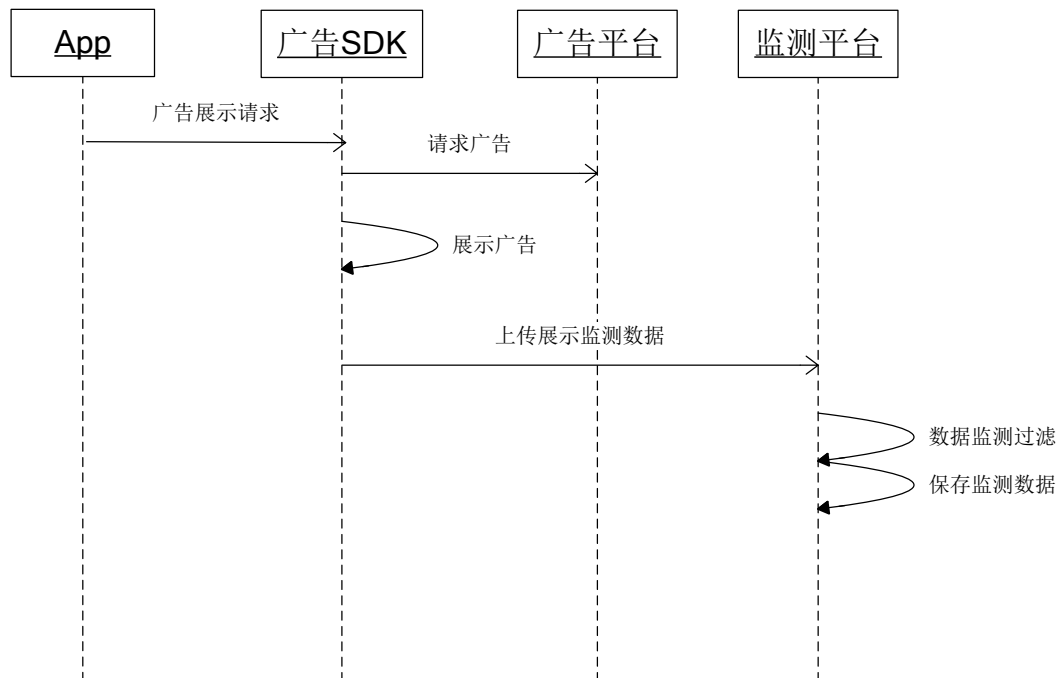 App
广告SDK
广告平台
监测平台
广告展示请求
请求广告
展示广告
上传展示监测数据
数据监测过滤
保存监测数据